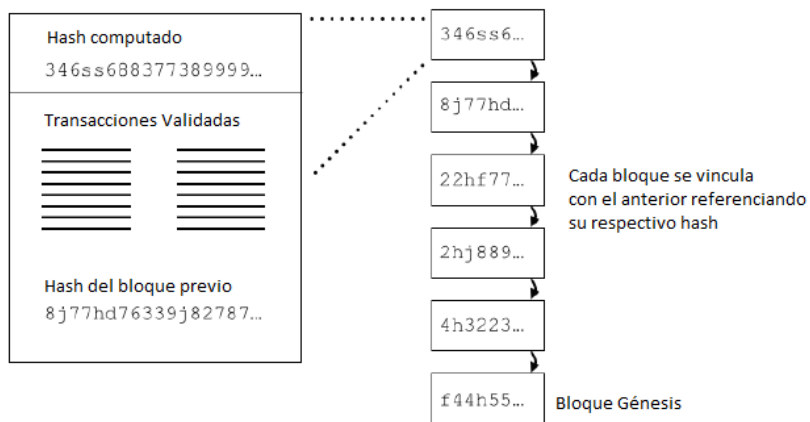 Hash computado
346ss688377389999…
Transacciones Validadas
Hash del bloque previo
8j77hd76339j82787…
346ss6…
8j77hd…
22hf77…
2hj889…
4h3223…
f44h55…
Cada bloque se vincula
con el anterior referenciando
su respectivo hash
Bloque Génesis